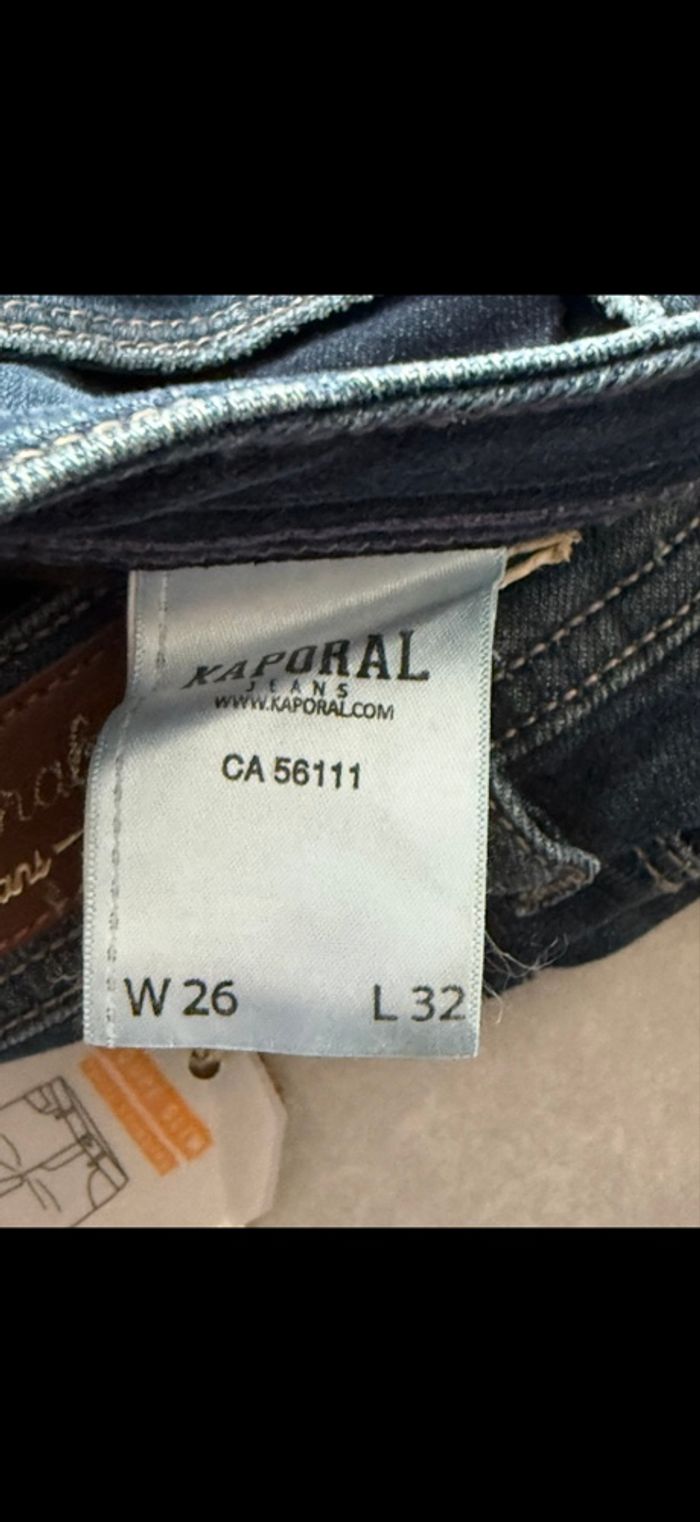 KAPORAL
JEANS
WWW.KAPORAL.COM
CA 56111
W 26 L 32